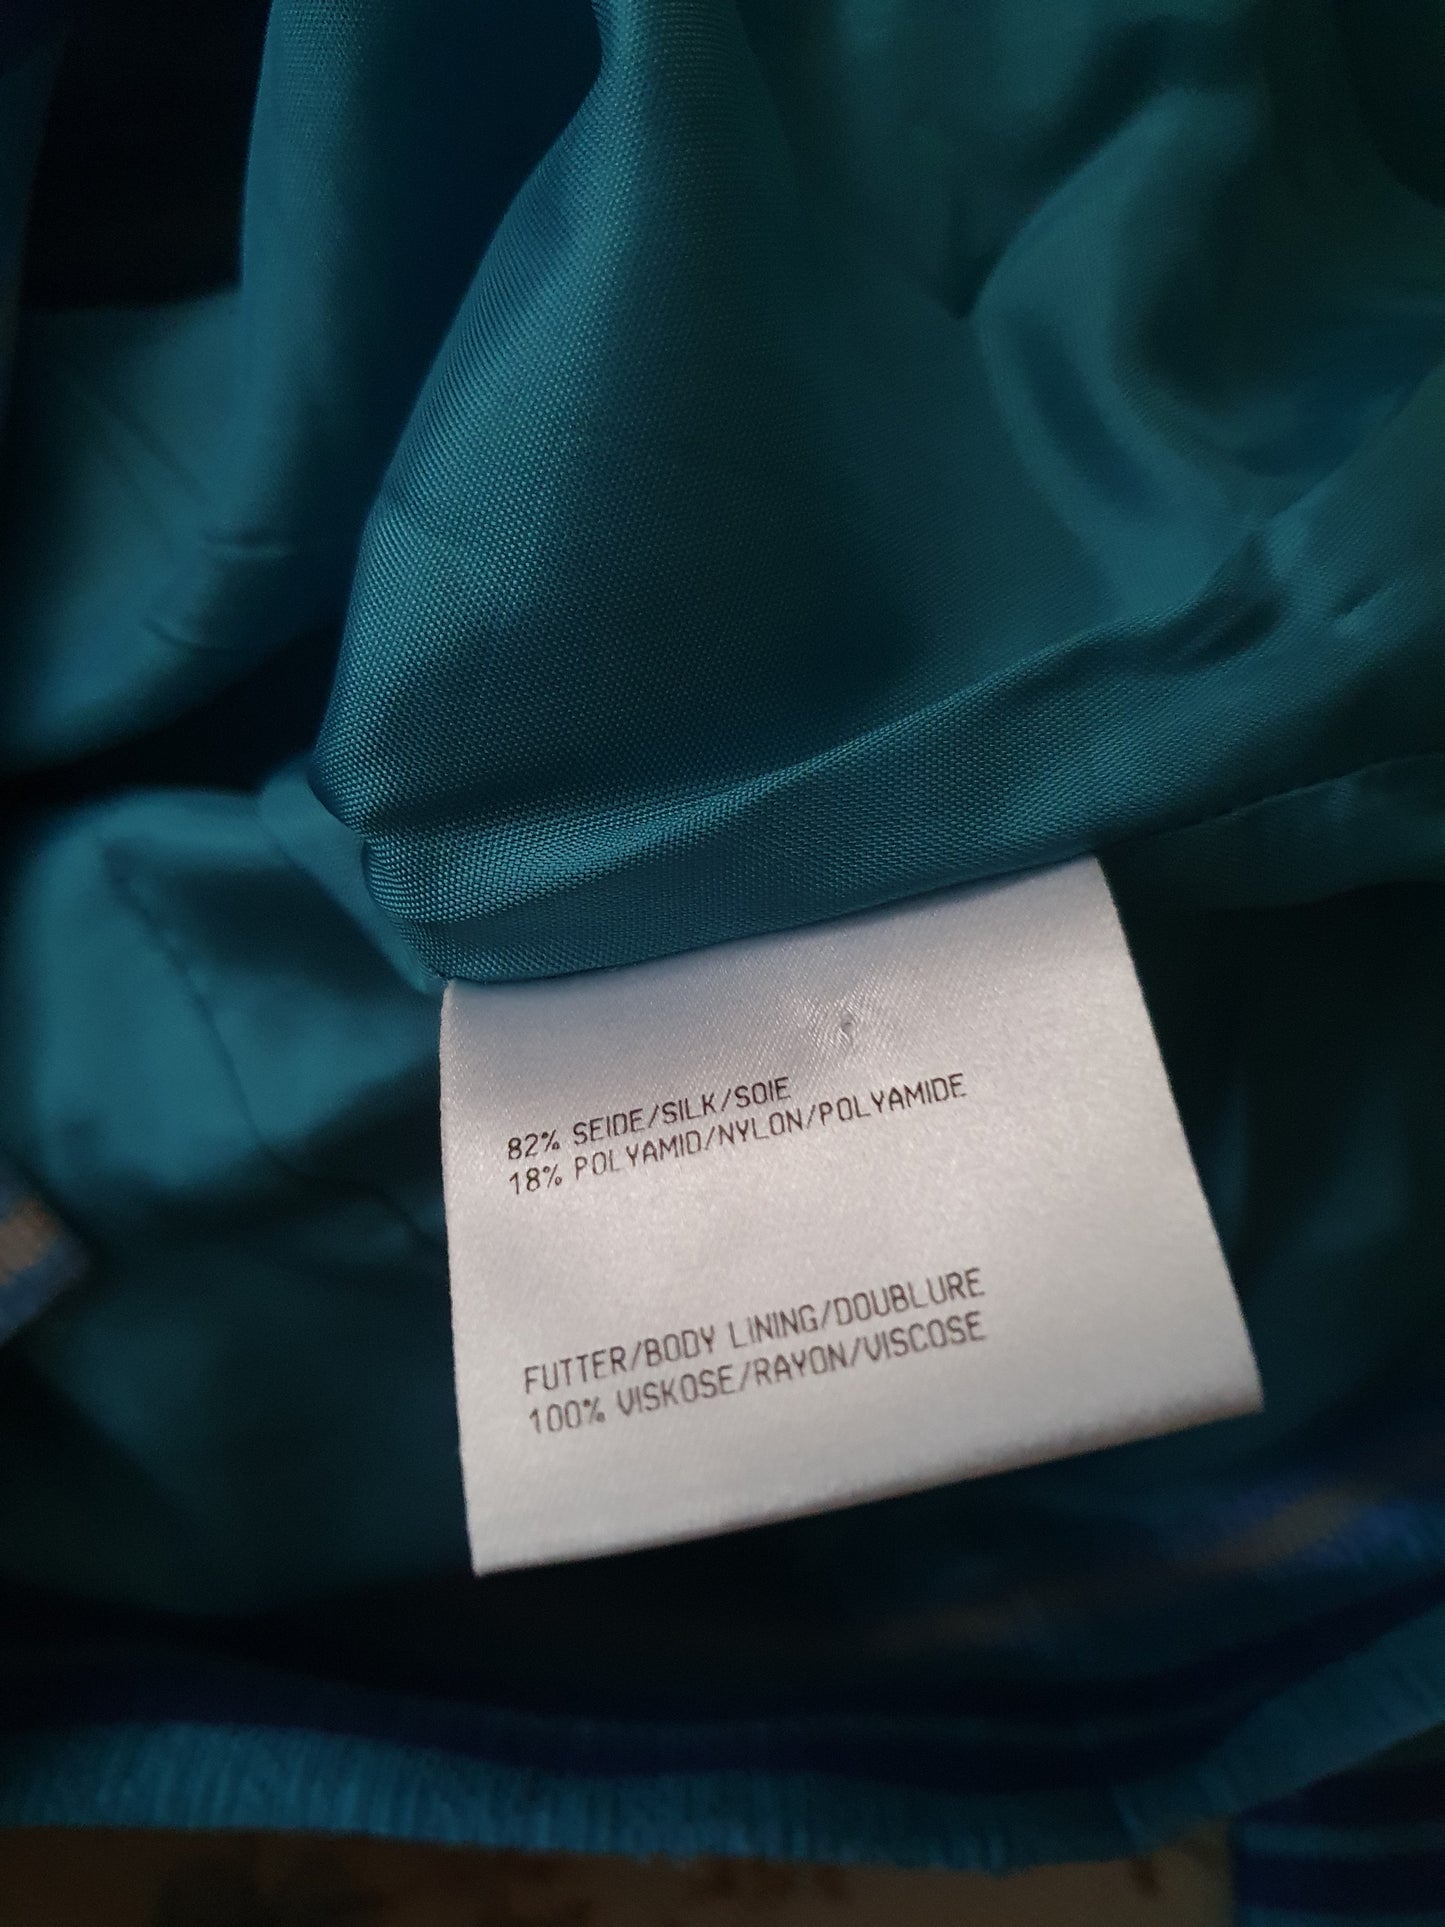 82% SEIDE/SILK/SOIE
18% POLYAMID/NYLON/POLYAMIDE
FUTTER/BODY LINING/DOUBLURE
100% VISKOSE/RAYON/VISCOSE